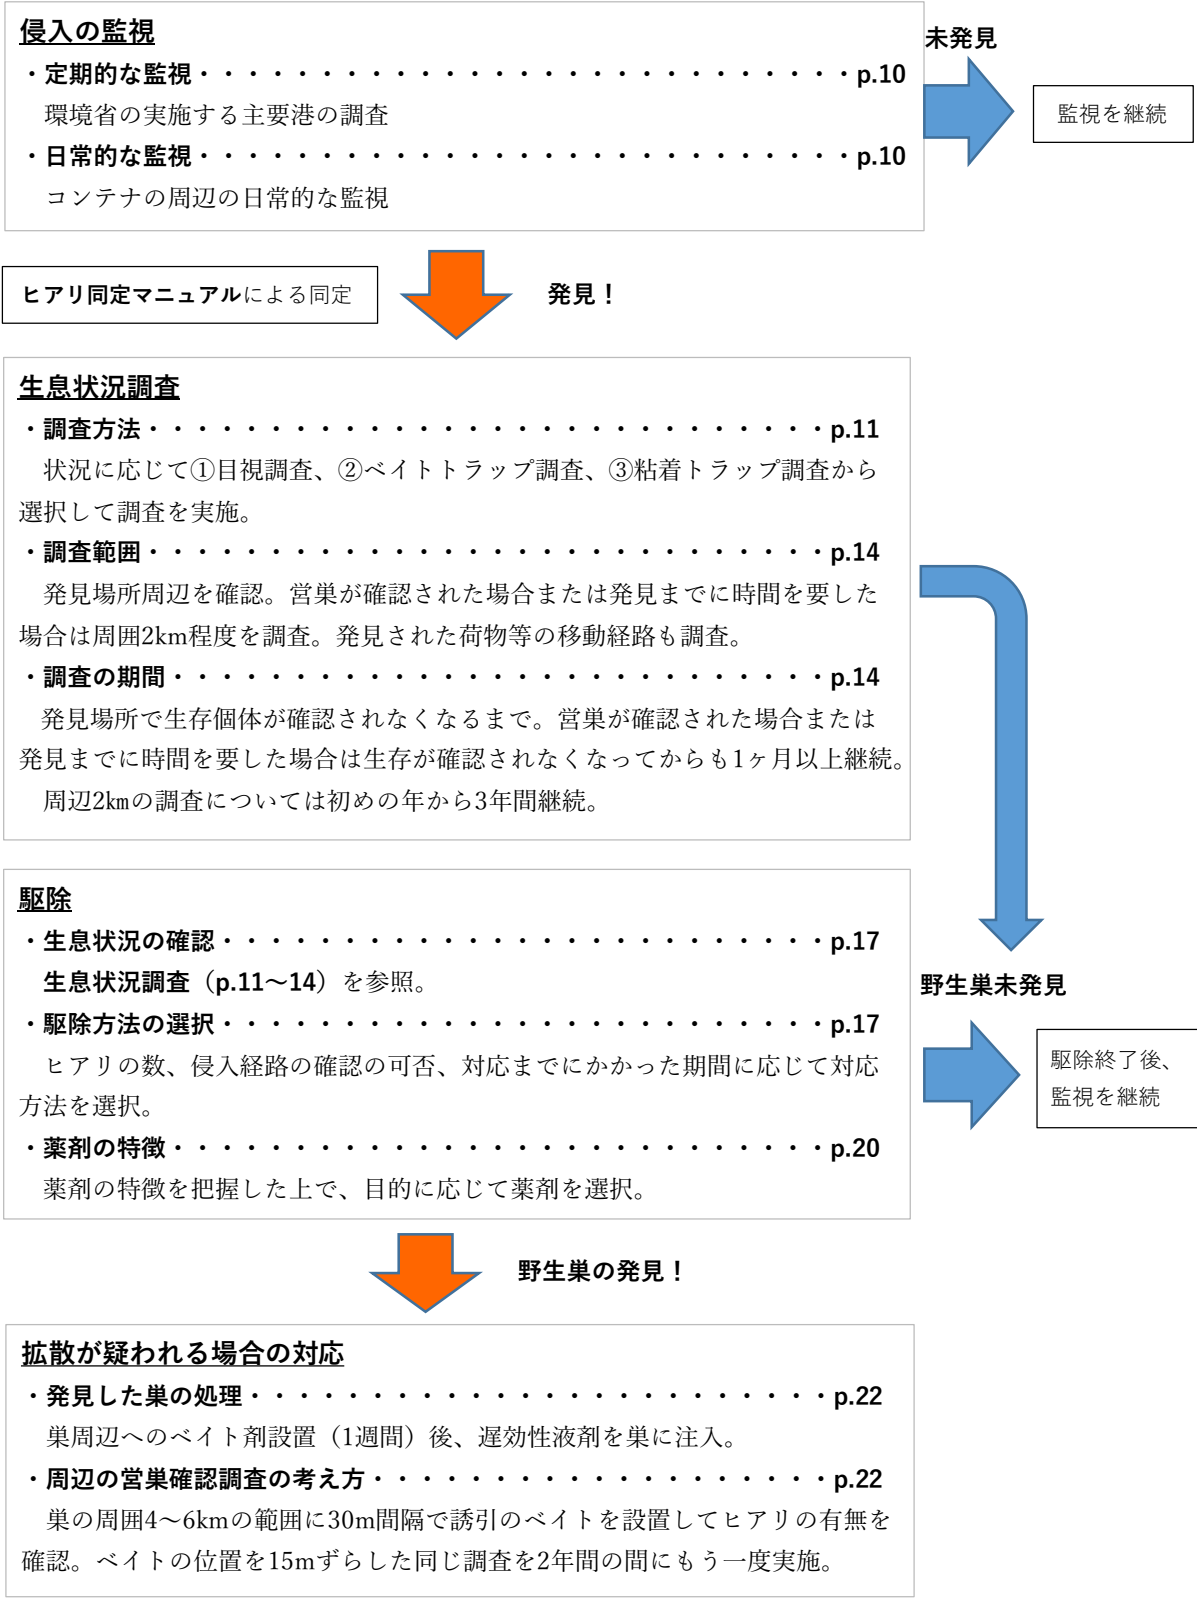 侵入の監視
・定期的な監視・・・・・・・・・・・・・・・・・・・・・・・・・・・p.10
環境省の実施する主要港の調査
・日常的な監視・・・・・・・・・・・・・・・・・・・・・・・・・・・p.10
コンテナの周辺の日常的な監視
未発見
監視を継続
ヒアリ同定マニュアルによる同定
発見！
生息状況調査
・調査方法・・・・・・・・・・・・・・・・・・・・・・・・・・・・p.11
状況に応じて①目視調査、②ベイトトラップ調査、③粘着トラップ調査から
選択して調査を実施。
・調査範囲・・・・・・・・・・・・・・・・・・・・・・・・・・・・p.14
発見場所周辺を確認。営巣が確認された場合または発見までに時間を要した
場合は周囲2km程度を調査。発見された荷物等の移動経路も調査。
・調査の期間・・・・・・・・・・・・・・・・・・・・・・・・・・・p.14
発見場所で生存個体が確認されなくなるまで。営巣が確認された場合または
発見までに時間を要した場合は生存が確認されなくなってからも1ヶ月以上継続。
周辺2㎞の調査については初めの年から3年間継続。
駆除
・生息状況の確認・・・・・・・・・・・・・・・・・・・・・・・・・p.17
生息状況調査（p.11～14）を参照。
・駆除方法の選択・・・・・・・・・・・・・・・・・・・・・・・・・p.17
ヒアリの数、侵入経路の確認の可否、対応までにかかった期間に応じて対応
方法を選択。
・薬剤の特徴・・・・・・・・・・・・・・・・・・・・・・・・・・・p.20
薬剤の特徴を把握した上で、目的に応じて薬剤を選択。
野生巣未発見
駆除終了後、
監視を継続
野生巣の発見！
拡散が疑われる場合の対応
・発見した巣の処理・・・・・・・・・・・・・・・・・・・・・・・・・p.22
巣周辺へのベイト剤設置（1週間）後、遅効性液剤を巣に注入。
・周辺の営巣確認調査の考え方・・・・・・・・・・・・・・・・・・・p.22
巣の周囲4～6kmの範囲に30m間隔で誘引のベイトを設置してヒアリの有無を
確認。ベイトの位置を15mずらした同じ調査を2年間の間にもう一度実施。